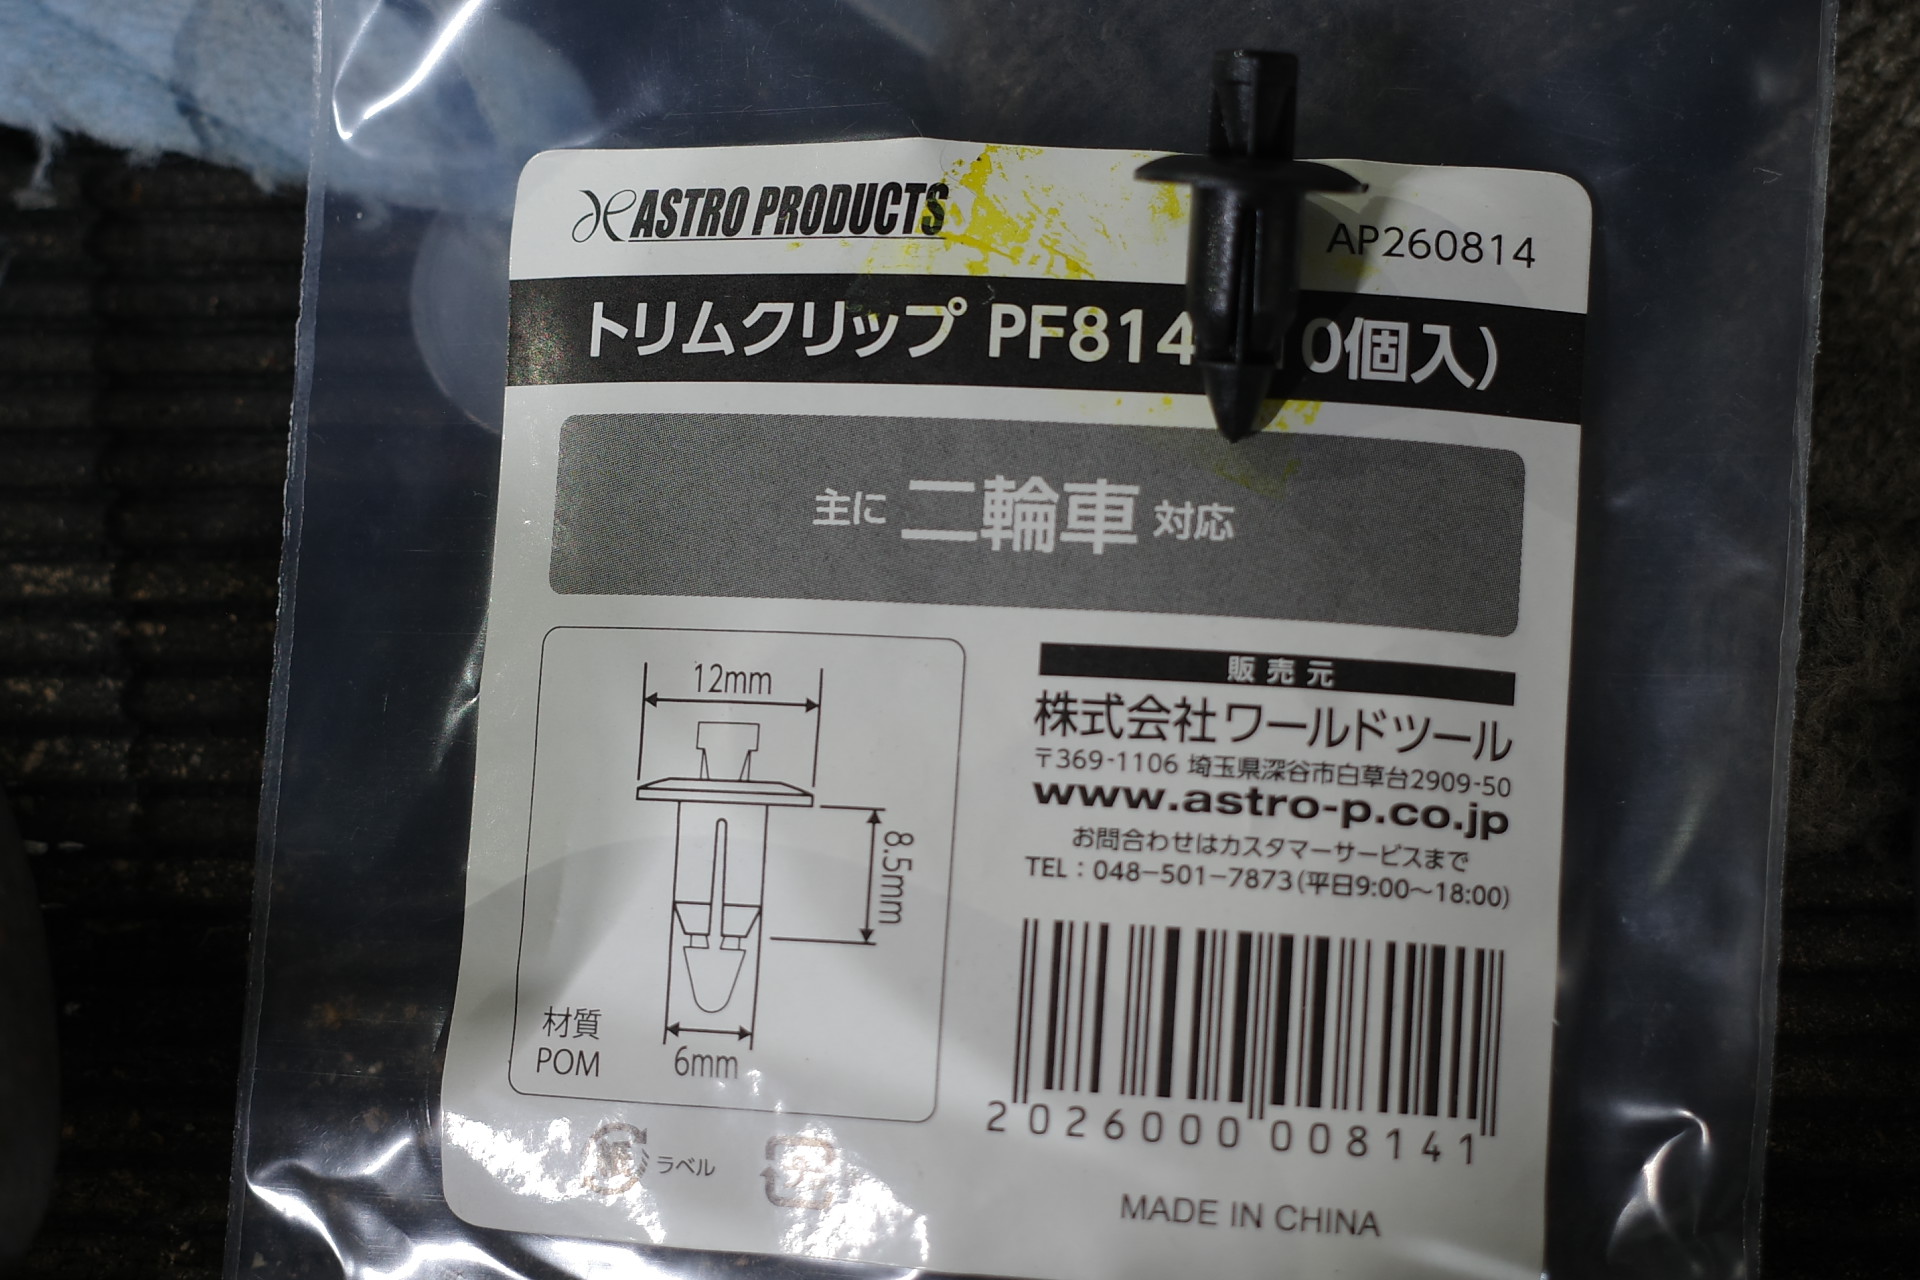 ASTRO PRODUCTS
AP260814
トリムクリップ PF814
0個入)
主に 二輪車 対応
12mm
8.5mm
6mm
材質
POM
販売元
株式会社ワールドツール
〒369-1106 埼玉県深谷市白草台2909-50
www.astro-p.co.jp
お問合わせはカスタマーサービスまで
TEL：048-501-7873(平日9:00～18:00)
2026000008141
ラベル
MADE IN CHINA